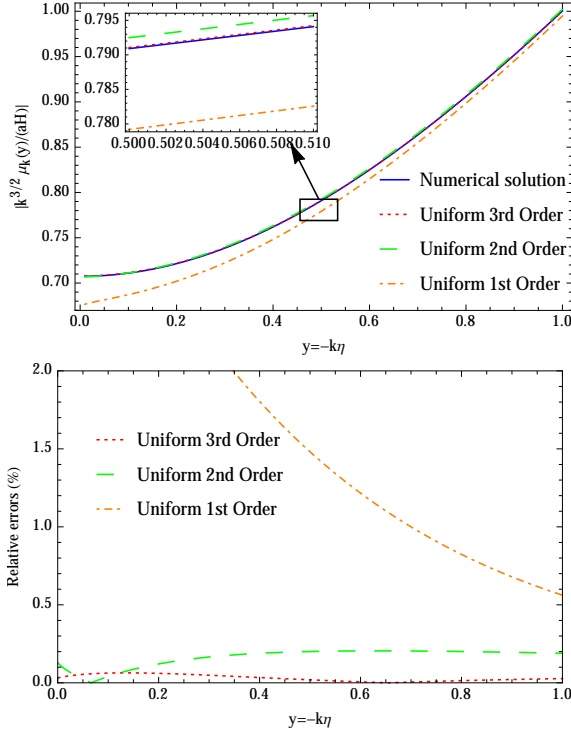 1.00
0.95
0.90
0.85
0.80
0.75
0.70
|k^{3/2} μ_k(y)/(aH)|
0.795
0.790
0.785
0.780
0.500 0.502 0.504 0.506 0.508 0.510
Numerical solution
Uniform 3rd Order
Uniform 2nd Order
Uniform 1st Order
0.0 0.2 0.4 0.6 0.8 1.0
y=-kη
2.0
1.5
1.0
0.5
0.0
Relative errors (%)
Uniform 3rd Order
Uniform 2nd Order
Uniform 1st Order
0.0 0.2 0.4 0.6 0.8 1.0
y=-kη